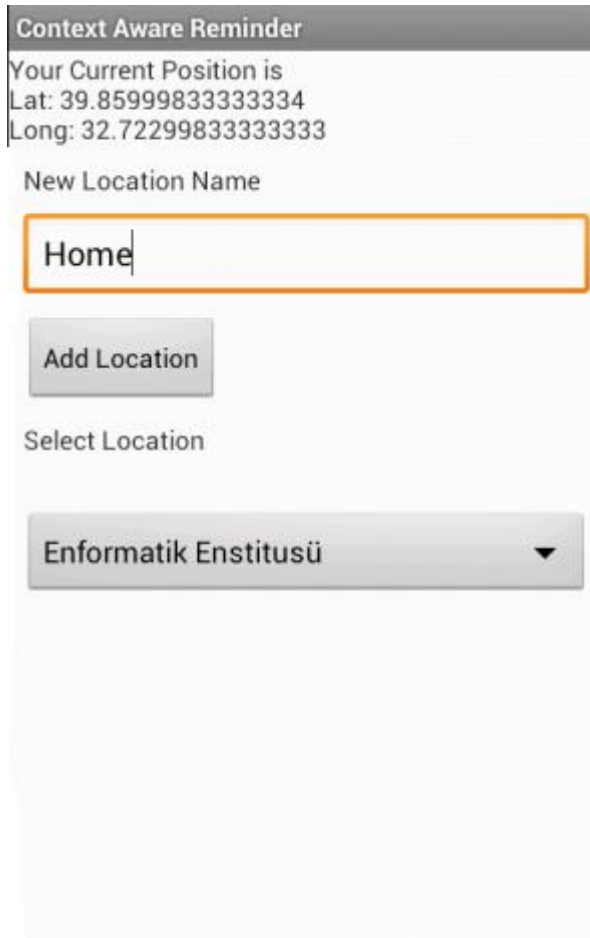 Context Aware Reminder
Your Current Position is
Lat: 39.85999833333334
Long: 32.72299833333333
New Location Name
Home
Add Location
Select Location
Enformatik Enstitusü